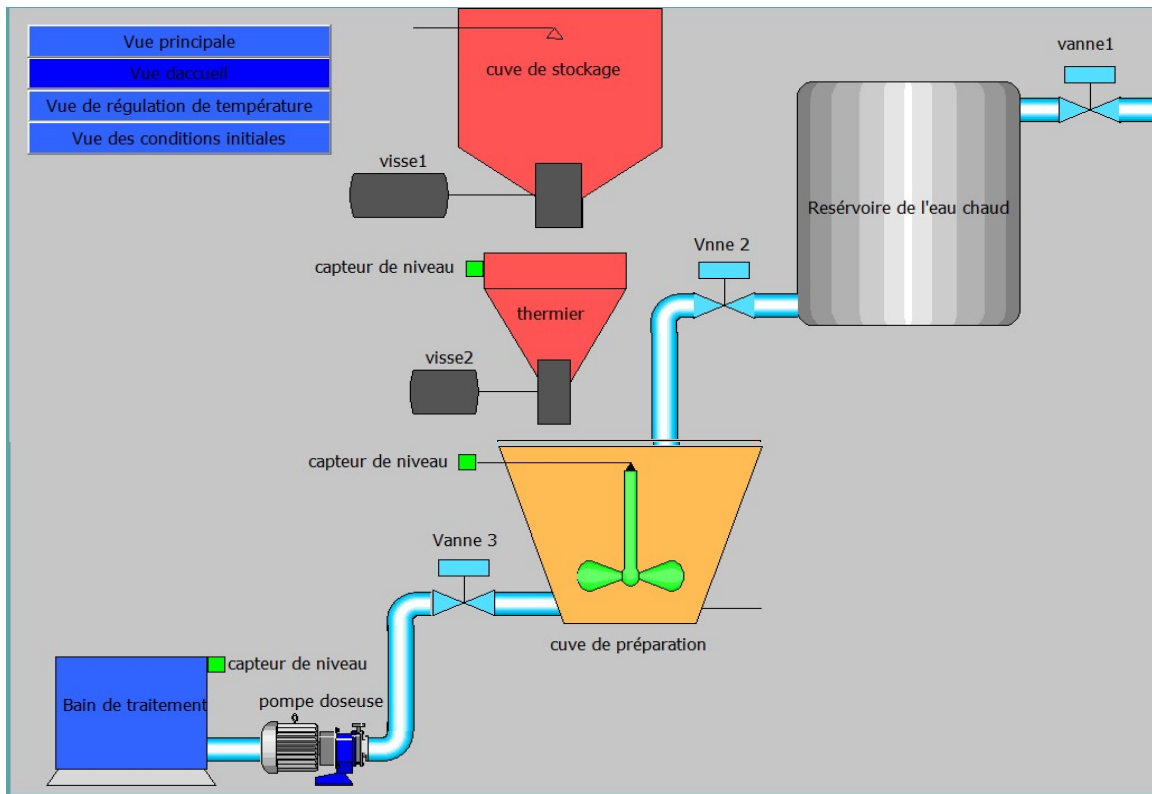 Vue principale
Vue daccueil
Vue de régulation de température
Vue des conditions initiales
cuve de stockage
vanne1
visse1
Resérvoire de l'eau chaud
Vnne 2
capteur de niveau
thermier
visse2
capteur de niveau
Vanne 3
cuve de préparation
capteur de niveau
Bain de traitement
pompe doseuse